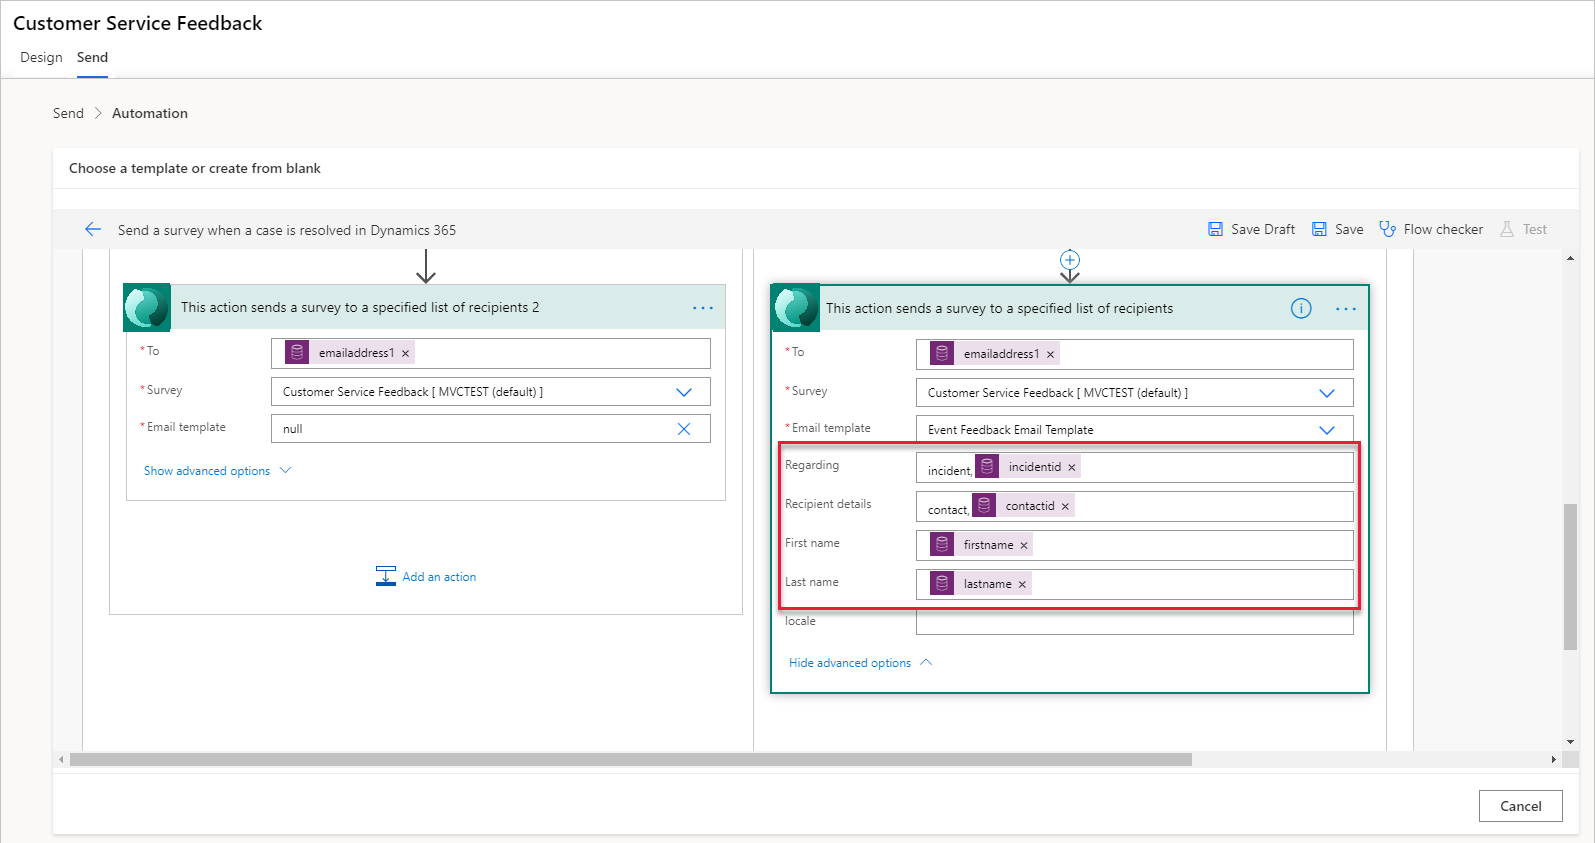 Customer Service Feedback
Design Send
Send > Automation
Choose a template or create from blank
Send a survey when a case is resolved in Dynamics 365
Save Draft Save Flow checker Test
This action sends a survey to a specified list of recipients 2 ...
* To emailaddress1 ×
* Survey Customer Service Feedback [ MVCTEST (default) ]
* Email template null
Show advanced options
Add an action
This action sends a survey to a specified list of recipients ...
* To emailaddress1 ×
* Survey Customer Service Feedback [ MVCTEST (default) ]
* Email template Event Feedback Email Template
Regarding incident, incidentid ×
Recipient details contact, contactid ×
First name firstname ×
Last name lastname ×
locale
Hide advanced options
Cancel